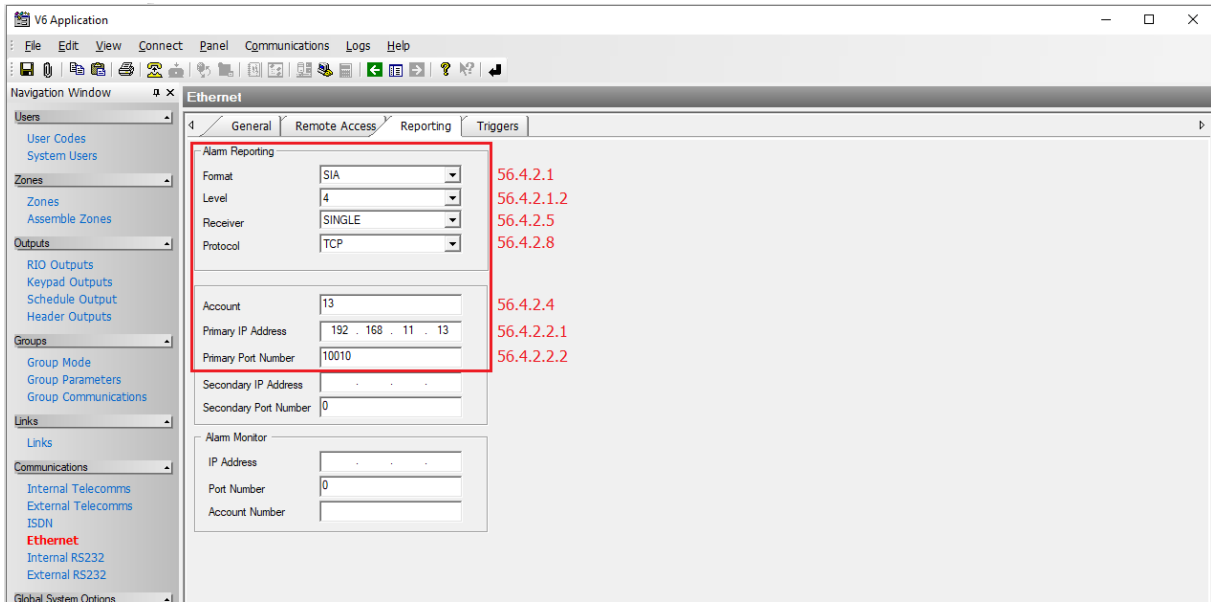 V6 Application
File Edit View Connect Panel Communications Logs Help
Navigation Window
Ethernet
Users
User Codes
System Users
Zones
Zones
Assemble Zones
Outputs
RIO Outputs
Keypad Outputs
Schedule Output
Header Outputs
Groups
Group Mode
Group Parameters
Group Communications
Links
Links
Communications
Internal Telecomms
External Telecomms
ISDN
Ethernet
Internal RS232
External RS232
Global System Options
General Remote Access Reporting Triggers
Alarm Reporting
Format SIA 56.4.2.1
Level 4 56.4.2.1.2
Receiver SINGLE 56.4.2.5
Protocol TCP 56.4.2.8
Account 13 56.4.2.4
Primary IP Address 192 . 168 . 11 . 13 56.4.2.2.1
Primary Port Number 10010 56.4.2.2.2
Secondary IP Address . . .
Secondary Port Number 0
Alarm Monitor
IP Address . . .
Port Number 0
Account Number